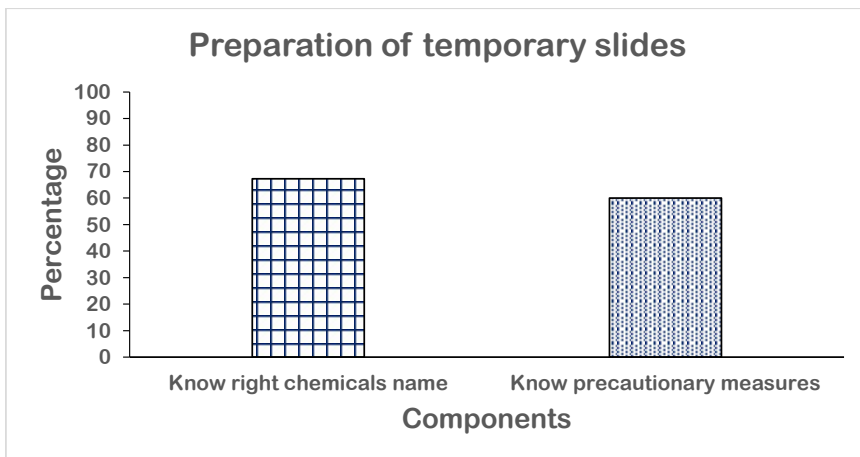 Preparation of temporary slides
Percentage
100
90
80
70
60
50
40
30
20
10
0
Know right chemicals name
Know precautionary measures
Components